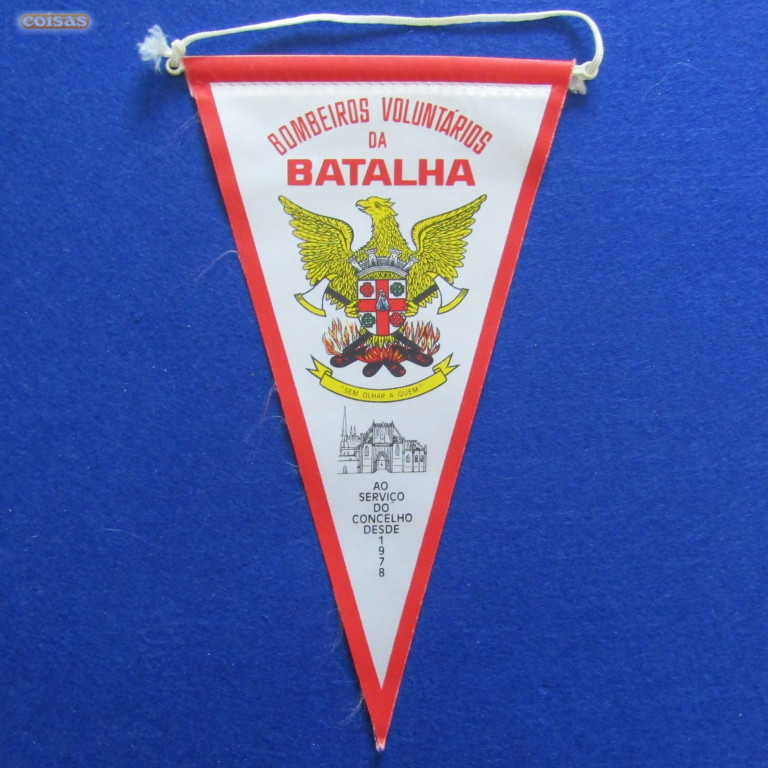 coisas
BOMBEIROS VOLUNTÁRIOS
DA
BATALHA
"SEM OLHAR A QUEM"
AO
SERVIÇO
DO
CONCELHO
DESDE
1
9
7
8